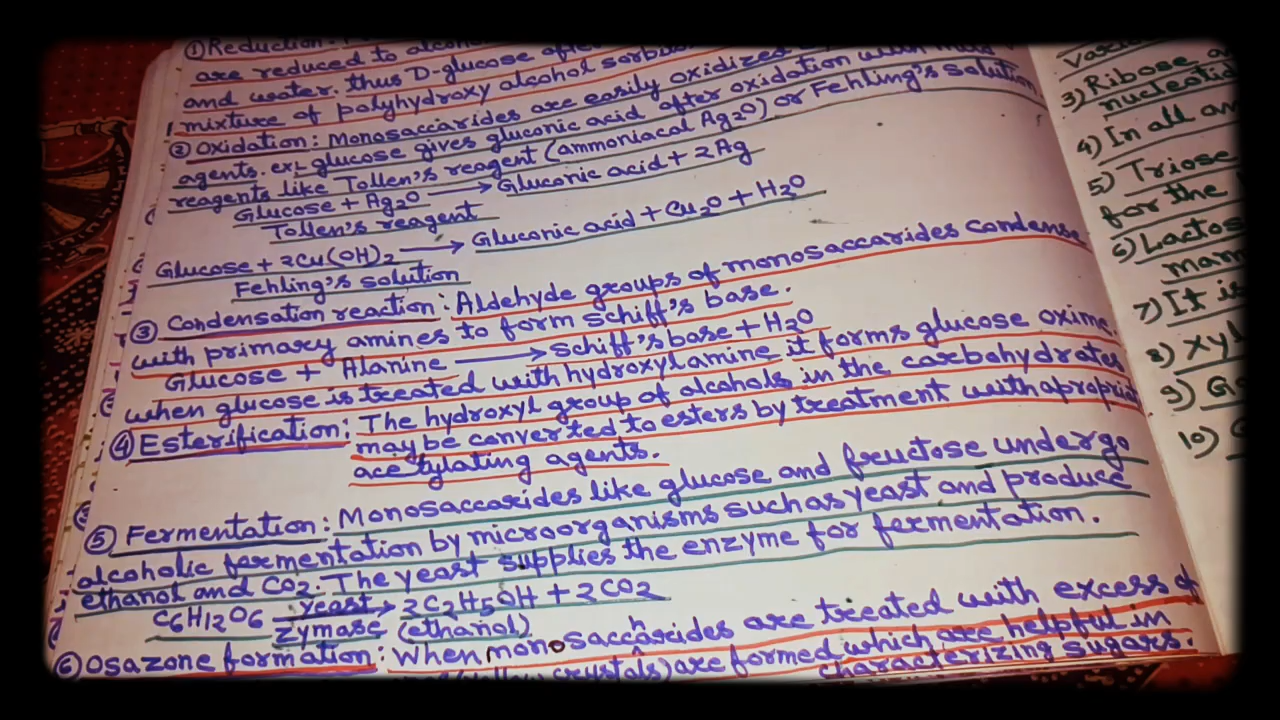 ① Reduction:
are reduced to alcoho
and water. thus D-glucose afte
mixture of polyhydroxy alcohol sorb
② Oxidation: Monosaccarides are easily oxidized
agents. ex:- glucose gives gluconic acid after oxidation with mild
reagents like Tollen's reagent (ammoniacal Ag2O) or Fehling's solution
Glucose + Ag2O → Gluconic acid + 2Ag
Tollen's reagent
Glucose + 2Cu(OH)2 → Gluconic acid + Cu2O + H2O
Fehling's solution
③ Condensation reaction: Aldehyde groups of monosaccarides condense
with primary amines to form schiff's base.
Glucose + Alanine → schiff's base + H2O
when glucose is treated with hydroxylamine it forms glucose oxime.
④ Esterification: The hydroxyl group of alcohols in the carbohydrates
may be converted to esters by treatment with apropriat
acetylating agents.
⑤ Fermentation: Monosaccarides like glucose and fructose undergo
alcoholic fermentation by microorganisms such as yeast and produce
ethanol and CO2. The yeast supplies the enzyme for fermentation.
C6H12O6 yeast → 2C2H5OH + 2CO2
Zymase (ethanol)
⑥ Osazone formation: When monosaccharides are treated with excess of
crystals) are formed which are helpful in
characterizing sugars.
3) Ribose a
nucleotid
4) In all an
5) Triose
for the
6) Lactos
mam
7) It is
8) Xyl
9) Ga
10)